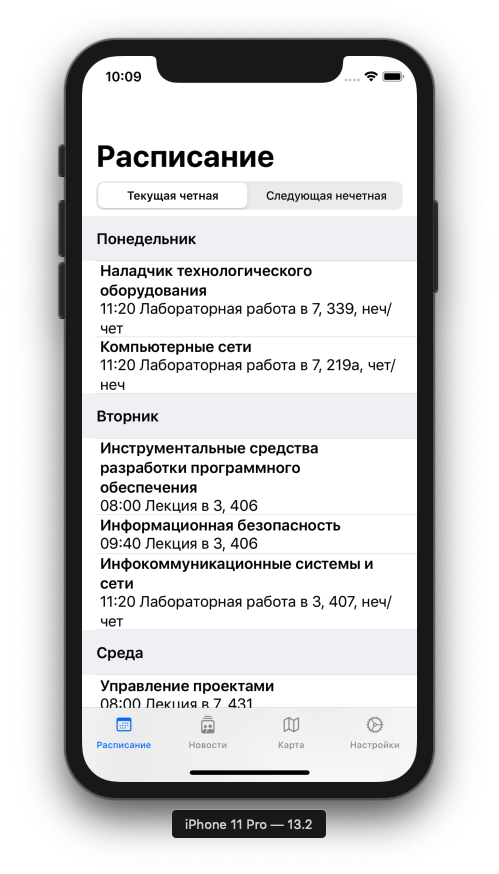 10:09
Расписание
Текущая четная
Следующая нечетная
Понедельник
Наладчик технологического
оборудования
11:20 Лабораторная работа в 7, 339, неч/
чет
Компьютерные сети
11:20 Лабораторная работа в 7, 219а, чет/
неч
Вторник
Инструментальные средства
разработки программного
обеспечения
08:00 Лекция в 3, 406
Информационная безопасность
09:40 Лекция в 3, 406
Инфокоммуникационные системы и
сети
11:20 Лабораторная работа в 3, 407, неч/
чет
Среда
Управление проектами
08:00 Лекция в 7, 431
Расписание
Новости
Карта
Настройки
iPhone 11 Pro — 13.2